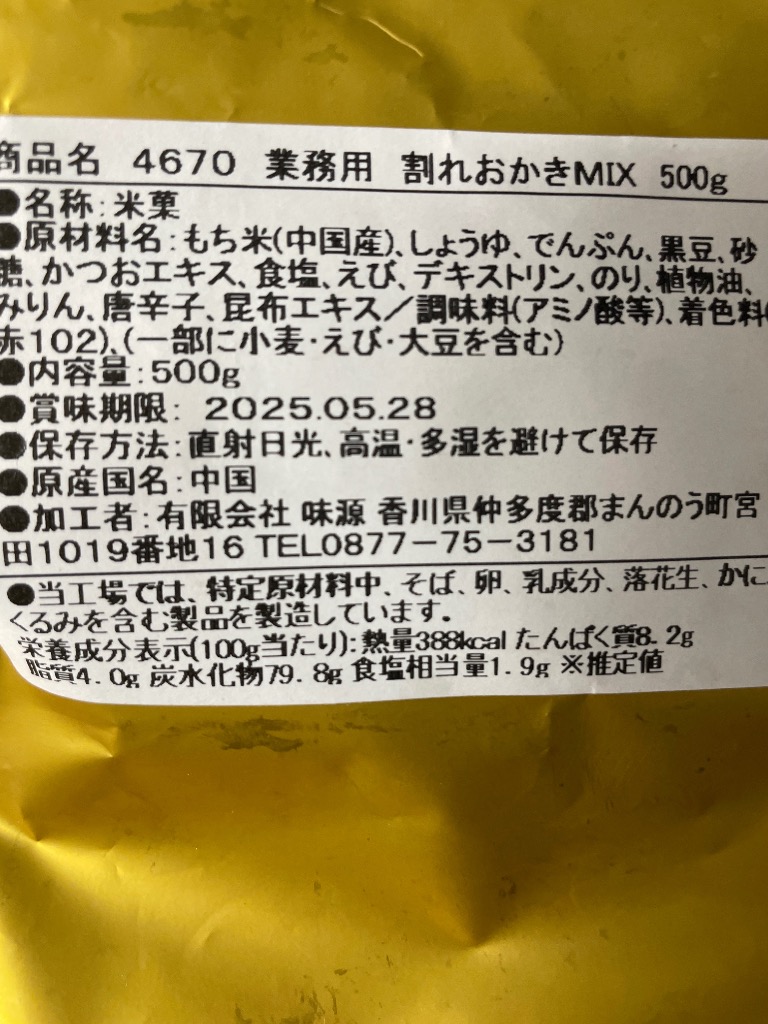 商品名 4670 業務用 割れおかきMIX 500g
●名称:米菓
●原材料名:もち米(中国産)、しょうゆ、でんぷん、黒豆、砂
糖、かつおエキス、食塩、えび、デキストリン、のり、植物油、
みりん、唐辛子、昆布エキス/調味料(アミノ酸等)、着色料(
赤102)、(一部に小麦・えび・大豆を含む)
●内容量:500g
●賞味期限: 2025.05.28
●保存方法:直射日光、高温・多湿を避けて保存
●原産国名:中国
●加工者:有限会社 味源 香川県仲多度郡まんのう町宮
田1019番地16 TEL0877-75-3181
●当工場では、特定原材料中、そば、卵、乳成分、落花生、かに
くるみを含む製品を製造しています。
栄養成分表示(100g当たり):熱量388kcal たんぱく質8.2g
脂質4.0g 炭水化物79.8g 食塩相当量1.9g ※推定値